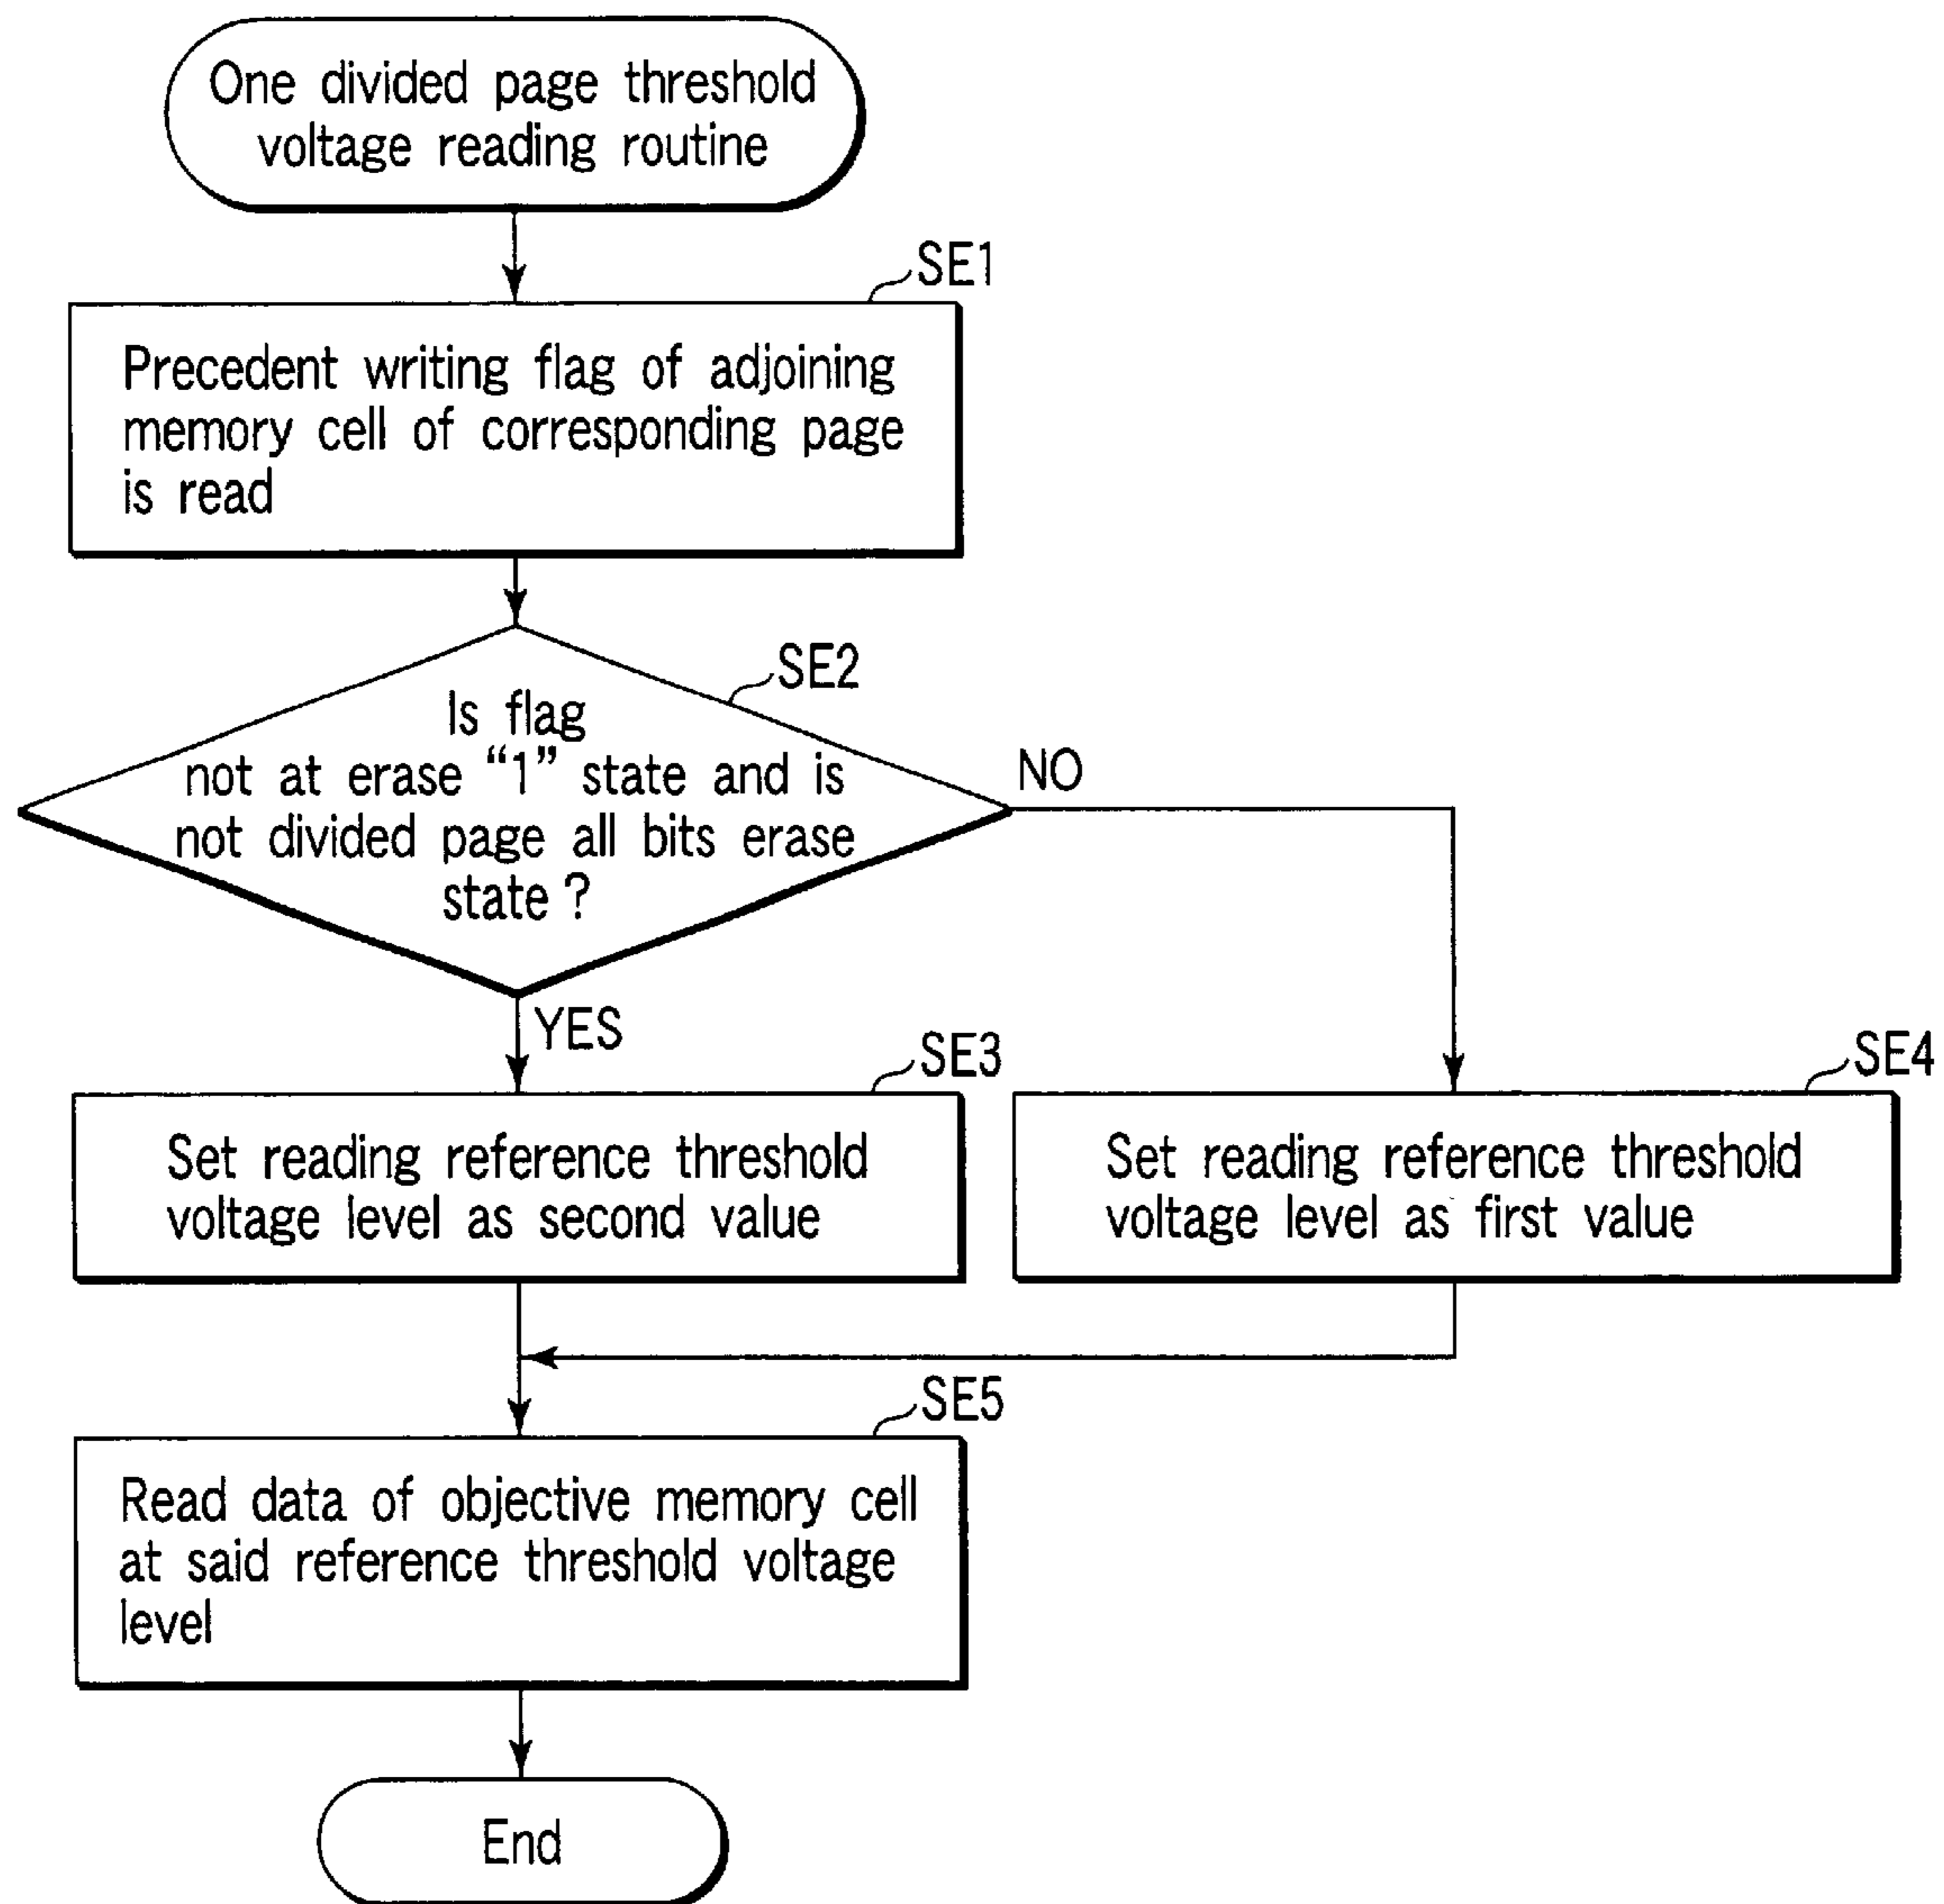 One divided page threshold
voltage reading routine
SE1
Precedent writing flag of adjoining
memory cell of corresponding page
is read
SE2
Is flag
not at erase “1” state and is
not divided page all bits erase
state ?
NO
YES
SE3
Set reading reference threshold
voltage level as second value
SE4
Set reading reference threshold
voltage level as first value
SE5
Read data of objective memory cell
at said reference threshold voltage
level
End